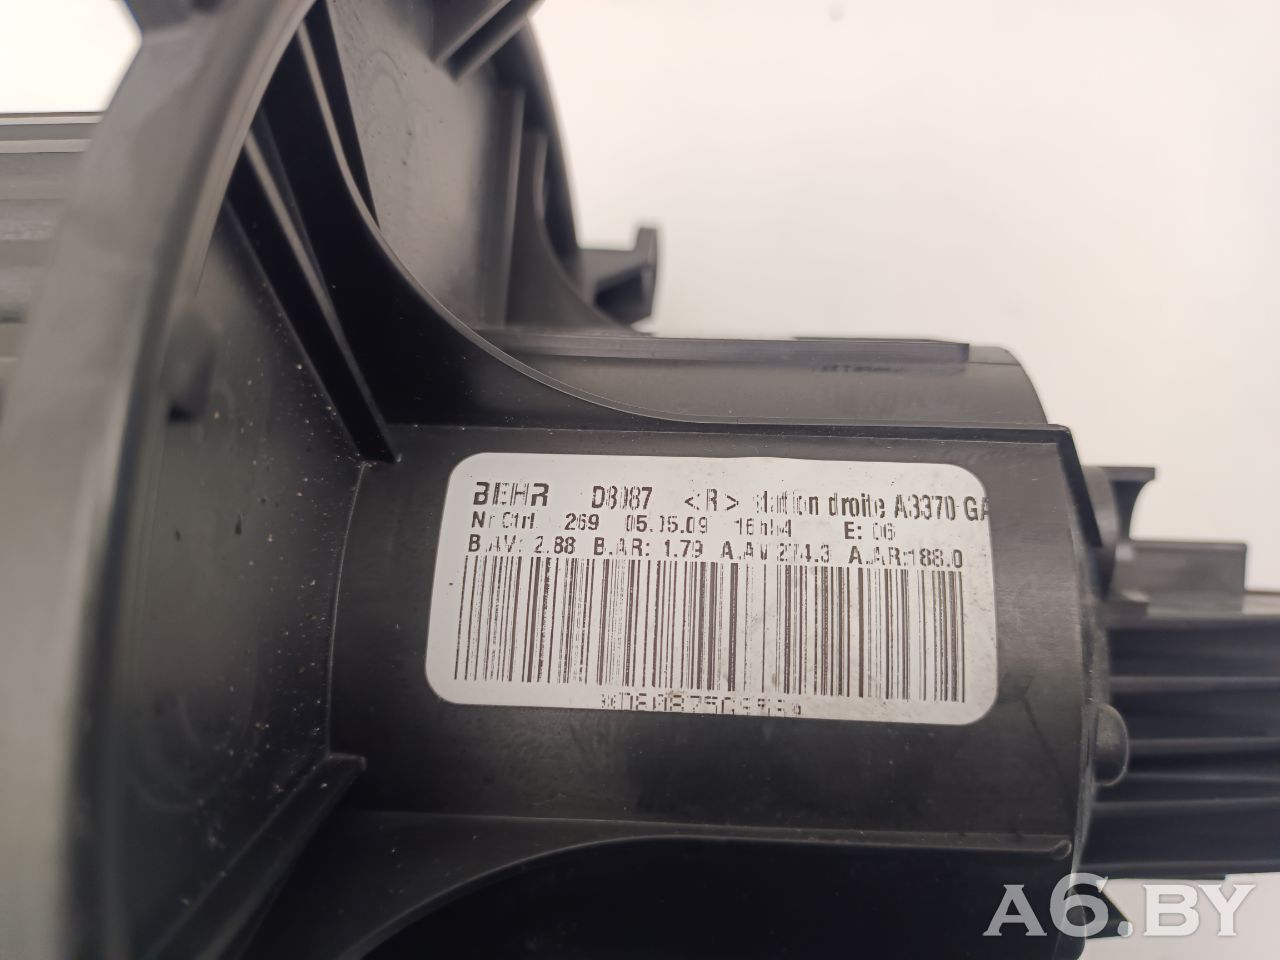 BEHR D8087 <R> station droite A3370 GA
Nr Ctrl 269 05.05.09 E: 06
B.AV: 2.88 B.AR: 1.79 A.AV 274.3 A.AR:188.0
A6.BY